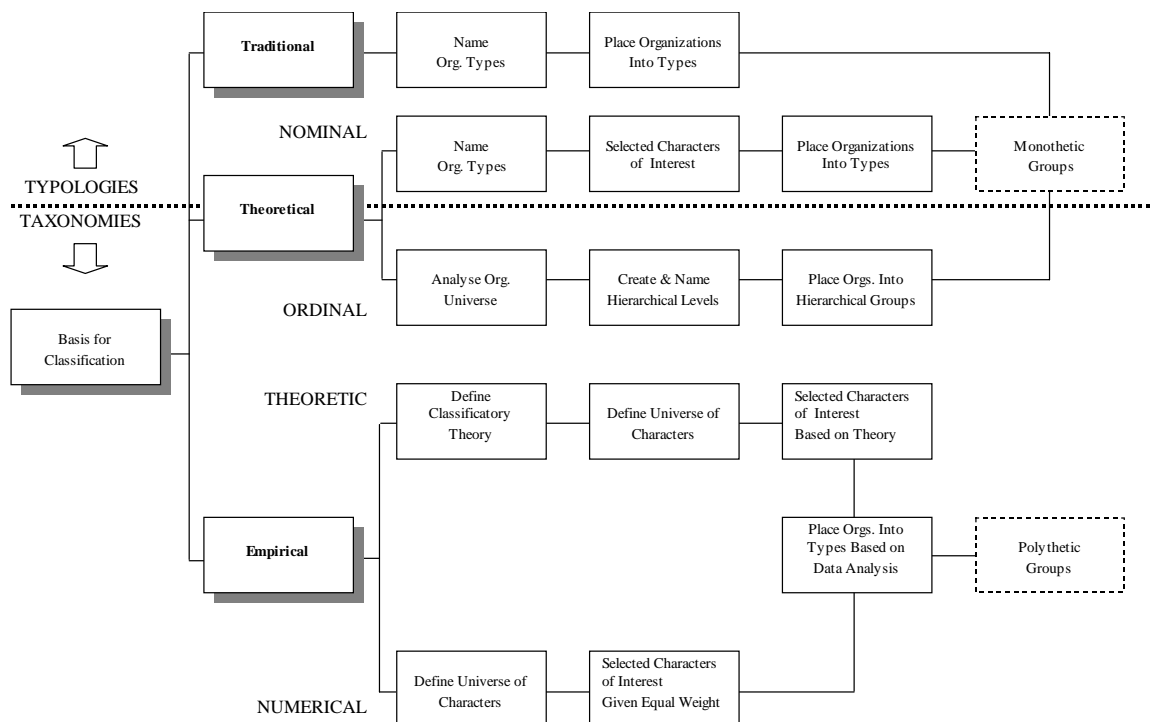 Traditional
Name
Org. Types
Place Organizations
Into Types
NOMINAL
Name
Org. Types
Selected Characters
of Interest
Place Organizations
Into Types
Monothetic
Groups
TYPOLOGIES
TAXONOMIES
Theoretical
Analyse Org.
Universe
Create & Name
Hierarchical Levels
Place Orgs. Into
Hierarchical Groups
ORDINAL
Basis for
Classification
THEORETIC
Define
Classificatory
Theory
Define Universe of
Characters
Selected Characters
of Interest
Based on Theory
Empirical
Place Orgs. Into
Types Based on
Data Analysis
Polythetic
Groups
NUMERICAL
Define Universe of
Characters
Selected Characters
of Interest
Given Equal Weight